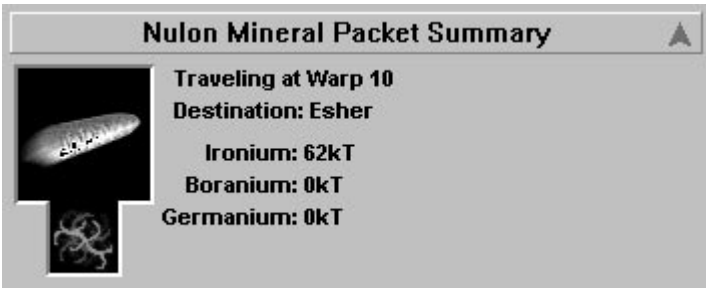 Nulon Mineral Packet Summary
Traveling at Warp 10
Destination: Esher
Ironium: 62kT
Boranium: 0kT
Germanium: 0kT